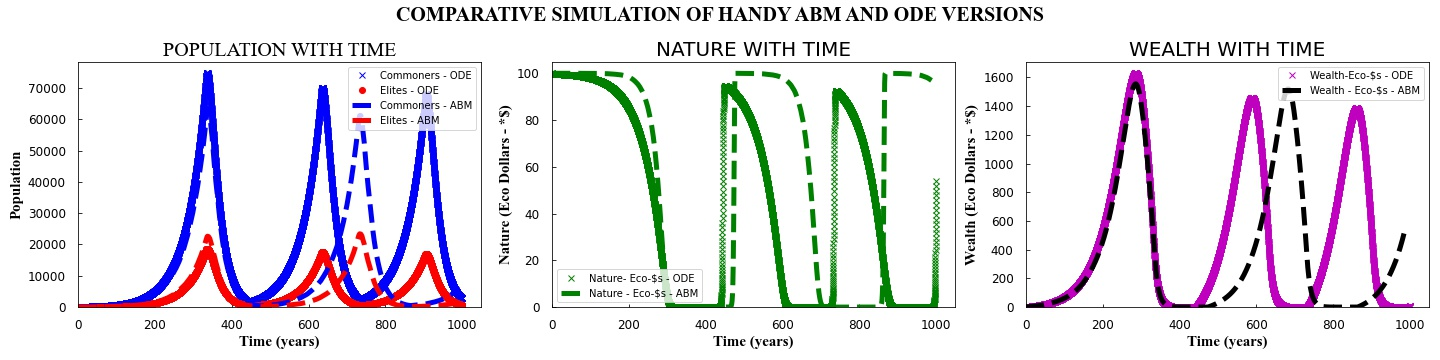 COMPARATIVE SIMULATION OF HANDY ABM AND ODE VERSIONS
POPULATION WITH TIME
Commoners - ODE
Elites - ODE
Commoners - ABM
Elites - ABM
Population
70000
60000
50000
40000
30000
20000
10000
0
0 200 400 600 800 1000
Time (years)
NATURE WITH TIME
Nature (Eco Dollars - *$)
100
80
60
40
20
0
Nature- Eco-$s - ODE
Nature - Eco-$s - ABM
0 200 400 600 800 1000
Time (years)
WEALTH WITH TIME
Wealth-Eco-$s - ODE
Wealth - Eco-$s - ABM
Wealth (Eco Dollars - *$)
1600
1400
1200
1000
800
600
400
200
0
0 200 400 600 800 1000
Time (years)